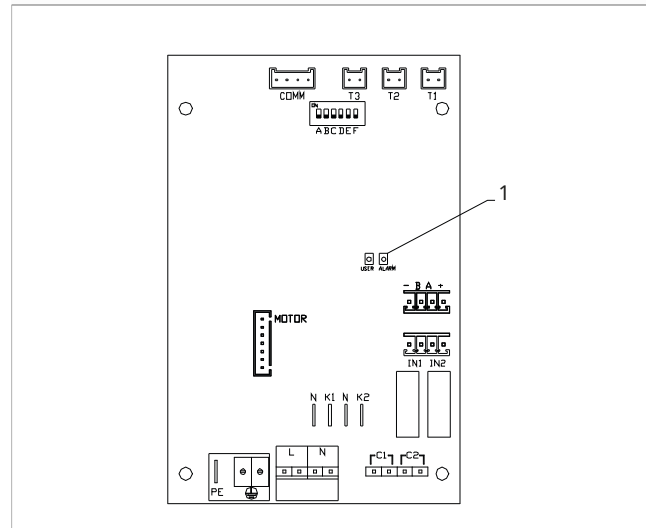 COMM T3 T2 T1
ON
ABCDEF
1
USER ALARM
- B A +
MOTOR
IN1 IN2
N K1 N K2
L N C1 C2
PE